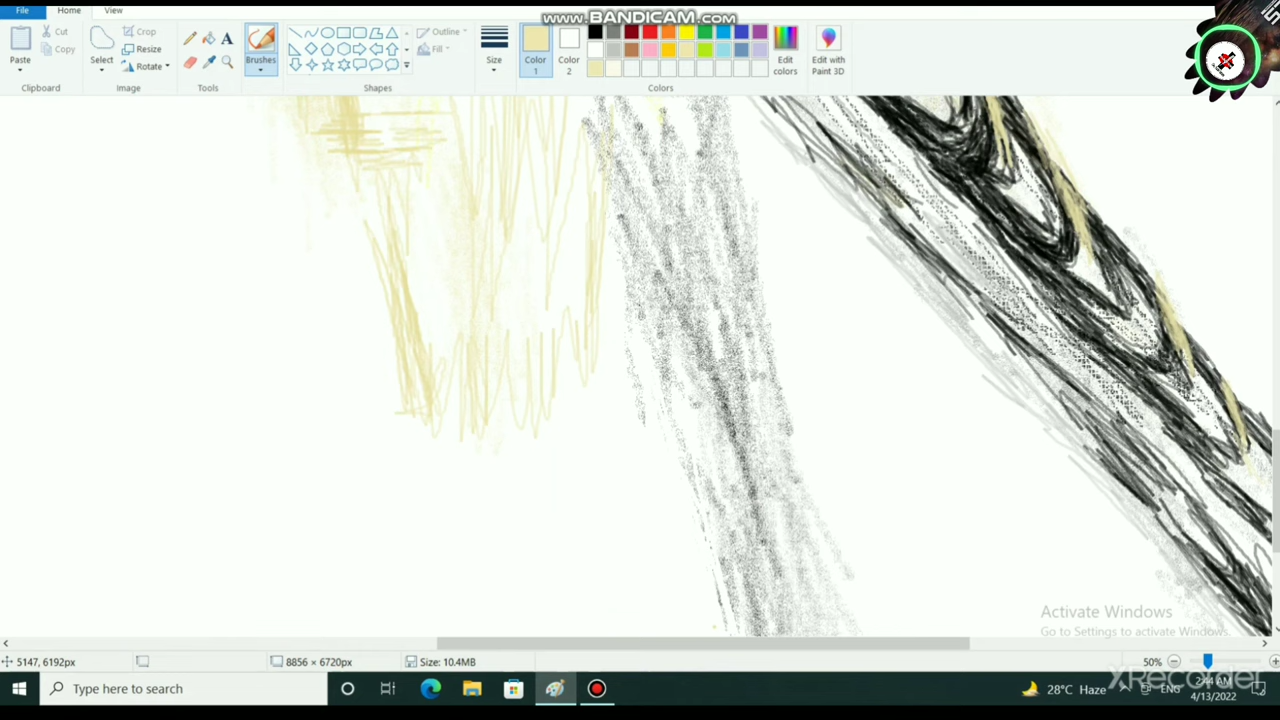 www.BANDICAM.com
File Home View
Paste
Cut
Copy
Clipboard
Select
Crop
Resize
Rotate
Image
Tools
Brushes
Shapes
Outline
Fill
Size
Color 1
Color 2
Colors
Edit colors
Edit with Paint 3D
Activate Windows
Go to Settings to activate Windows.
5147, 6192px
8856 × 6720px
Size: 10.4MB
50%
XRecorder
Type here to search
28°C Haze
ENG
2:44 AM
4/13/2022